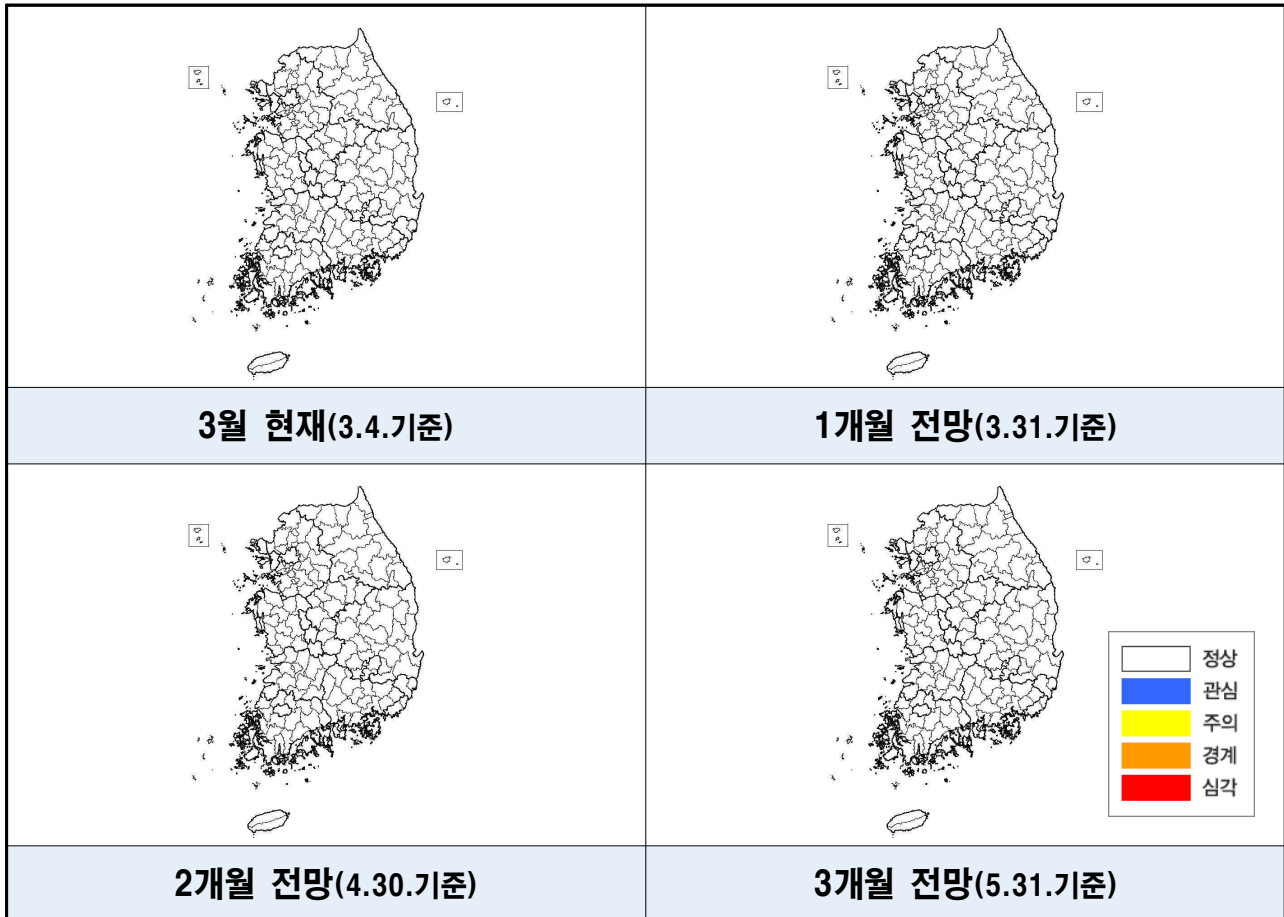 3월 현재(3.4.기준)
1개월 전망(3.31.기준)
정상
관심
주의
경계
심각
2개월 전망(4.30.기준)
3개월 전망(5.31.기준)